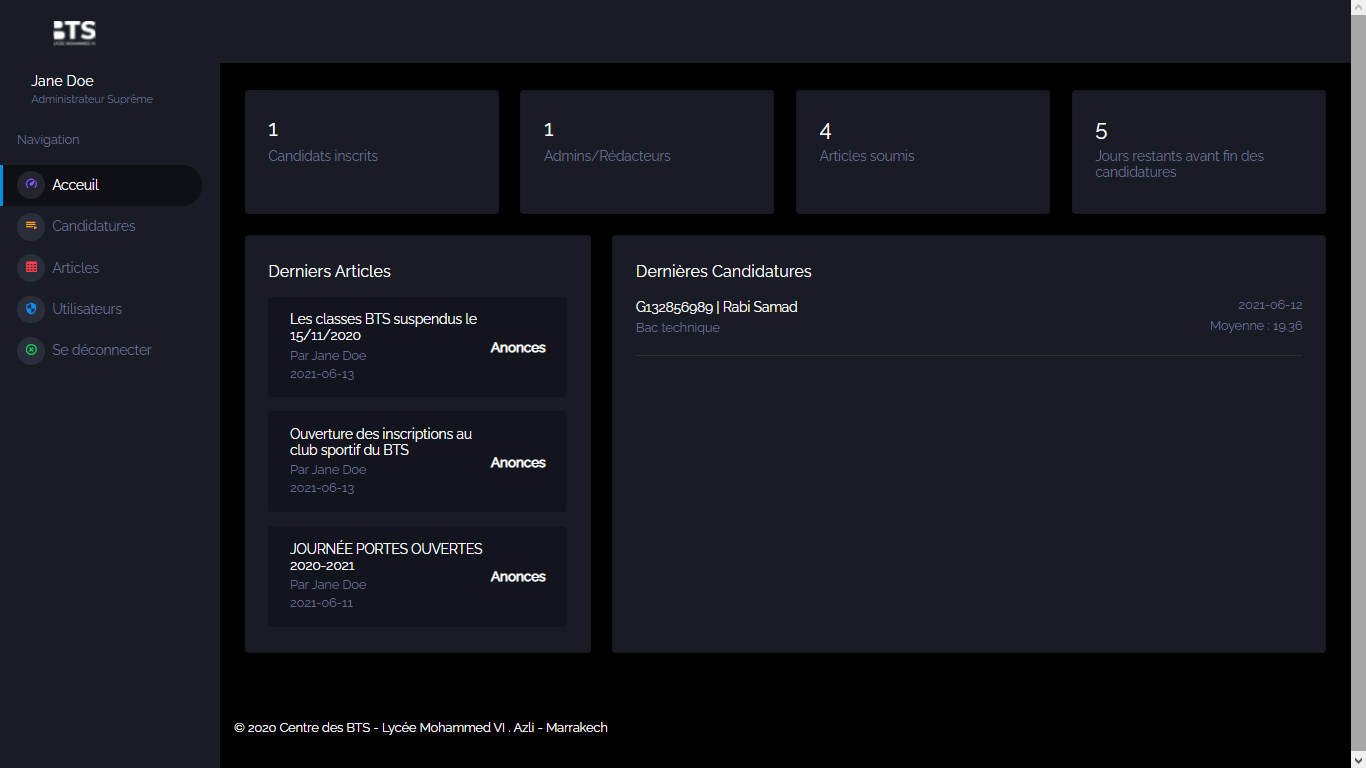 BTS
LYCÉE MOHAMMED VI
Jane Doe
Administrateur Suprême
Navigation
Acceuil
Candidatures
Articles
Utilisateurs
Se déconnecter
1
Candidats inscrits
1
Admins/Rédacteurs
4
Articles soumis
5
Jours restants avant fin des
candidatures
Derniers Articles
Les classes BTS suspendus le
15/11/2020
Par Jane Doe
2021-06-13
Anonces
Ouverture des inscriptions au
club sportif du BTS
Par Jane Doe
2021-06-13
Anonces
JOURNÉE PORTES OUVERTES
2020-2021
Par Jane Doe
2021-06-11
Anonces
Dernières Candidatures
G132856989 | Rabi Samad
2021-06-12
Bac technique
Moyenne : 19.36
© 2020 Centre des BTS - Lycée Mohammed VI . Azli - Marrakech